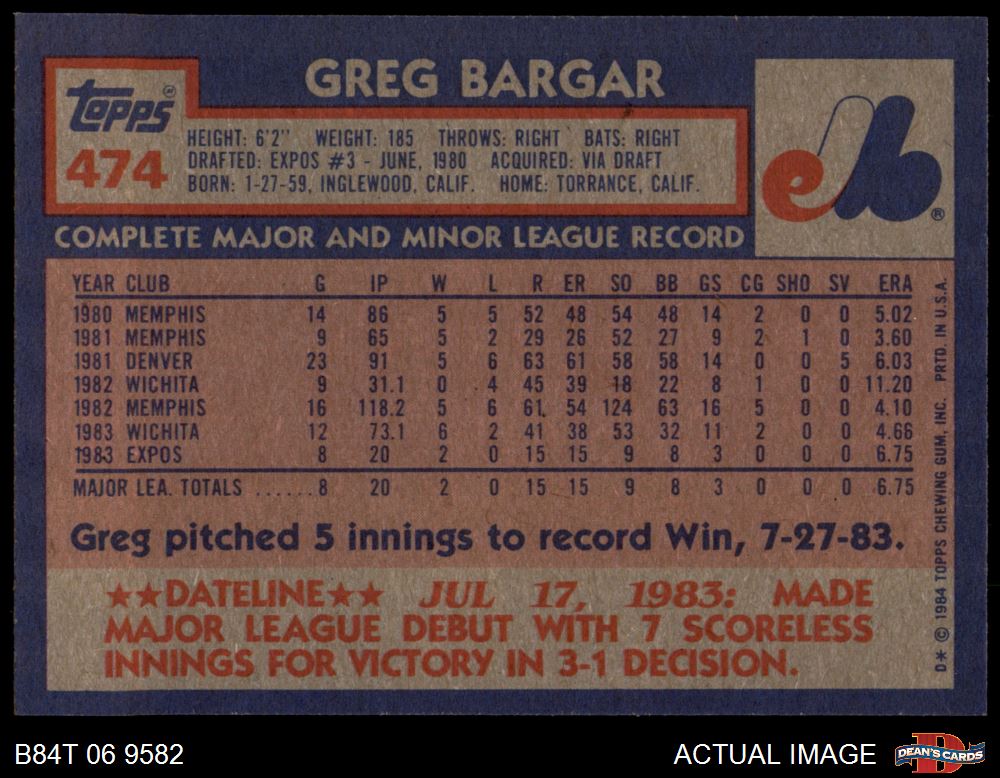 GREG BARGAR
Topps
474
HEIGHT: 6'2" WEIGHT: 185 THROWS: RIGHT BATS: RIGHT
DRAFTED: EXPOS #3 - JUNE, 1980 ACQUIRED: VIA DRAFT
BORN: 1-27-59, INGLEWOOD, CALIF. HOME: TORRANCE, CALIF.
eb ®
COMPLETE MAJOR AND MINOR LEAGUE RECORD
YEAR CLUB G IP W L R ER SO BB GS CG SHO SV ERA
1980 MEMPHIS 14 86 5 5 52 48 54 48 14 2 0 0 5.02
1981 MEMPHIS 9 65 5 2 29 26 52 27 9 2 1 0 3.60
1981 DENVER 23 91 5 6 63 61 58 58 14 0 0 5 6.03
1982 WICHITA 9 31.1 0 4 45 39 18 22 8 1 0 0 11.20
1982 MEMPHIS 16 118.2 5 6 61 54 124 63 16 5 0 0 4.10
1983 WICHITA 12 73.1 6 2 41 38 53 32 11 2 0 0 4.66
1983 EXPOS 8 20 2 0 15 15 9 8 3 0 0 0 6.75
MAJOR LEA. TOTALS ......8 20 2 0 15 15 9 8 3 0 0 0 6.75
Greg pitched 5 innings to record Win, 7-27-83.
★★DATELINE★★ JUL 17, 1983: MADE
MAJOR LEAGUE DEBUT WITH 7 SCORELESS
INNINGS FOR VICTORY IN 3-1 DECISION.
D* © 1984 TOPPS CHEWING GUM, INC. PRTD. IN U.S.A.
B84T 06 9582
ACTUAL IMAGE
DEAN'S CARDS